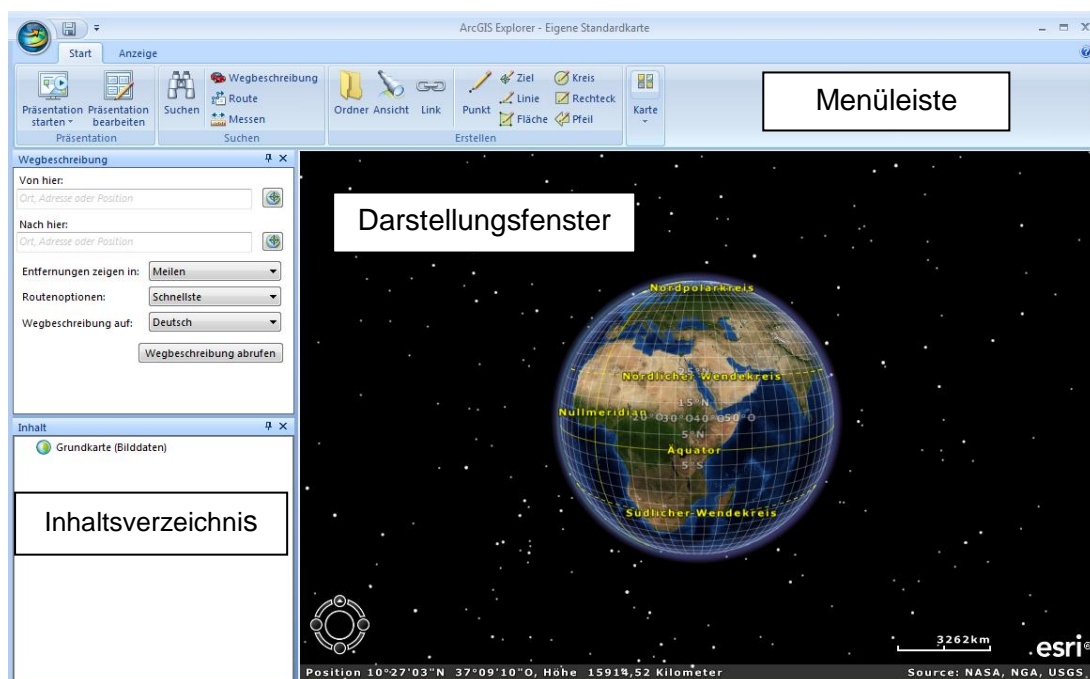 ArcGIS Explorer - Eigene Standardkarte
Start Anzeige
Präsentation starten
Präsentation bearbeiten
Präsentation
Suchen
Wegbeschreibung
Route
Messen
Suchen
Ordner Ansicht Link
Punkt
Ziel
Linie
Fläche
Kreis
Rechteck
Pfeil
Erstellen
Karte
Menüleiste
Wegbeschreibung
Von hier:
Ort, Adresse oder Position
Nach hier:
Ort, Adresse oder Position
Entfernungen zeigen in: Meilen
Routenoptionen: Schnellste
Wegbeschreibung auf: Deutsch
Wegbeschreibung abrufen
Inhalt
Grundkarte (Bilddaten)
Inhaltsverzeichnis
Darstellungsfenster
Nordpolarkreis
Nördlicher-Wendekreis
15°N
Nullmeridian
30°O 40°O 50°O
5°N
Äquator
5°S
Südlicher-Wendekreis
3262km
esri
Position 10°27'03"N 37°09'10"O, Höhe 15914,52 Kilometer
Source: NASA, NGA, USGS